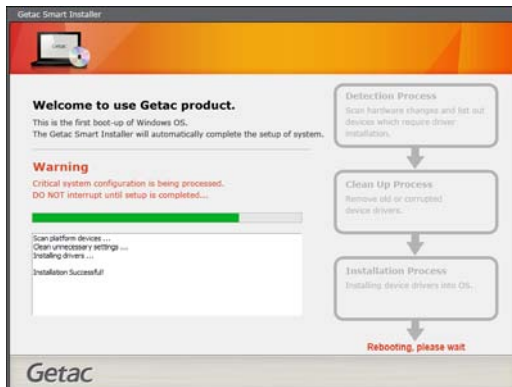 Getac Smart Installer
Getac
Welcome to use Getac product.
This is the first boot-up of Windows OS.
The Getac Smart Installer will automatically complete the setup of system.
Warning
Critical system configuration is being processed.
DO NOT interrupt until setup is completed...
Scan platform devices ...
Clean unnecessary settings ...
Installing drivers ...
Installation Successful!
Detection Process
Scan hardware changes and list out
devices which require driver
installation.
Clean Up Process
Remove old or corrupted
device drivers.
Installation Process
Installing device drivers into OS.
Rebooting, please wait
Getac